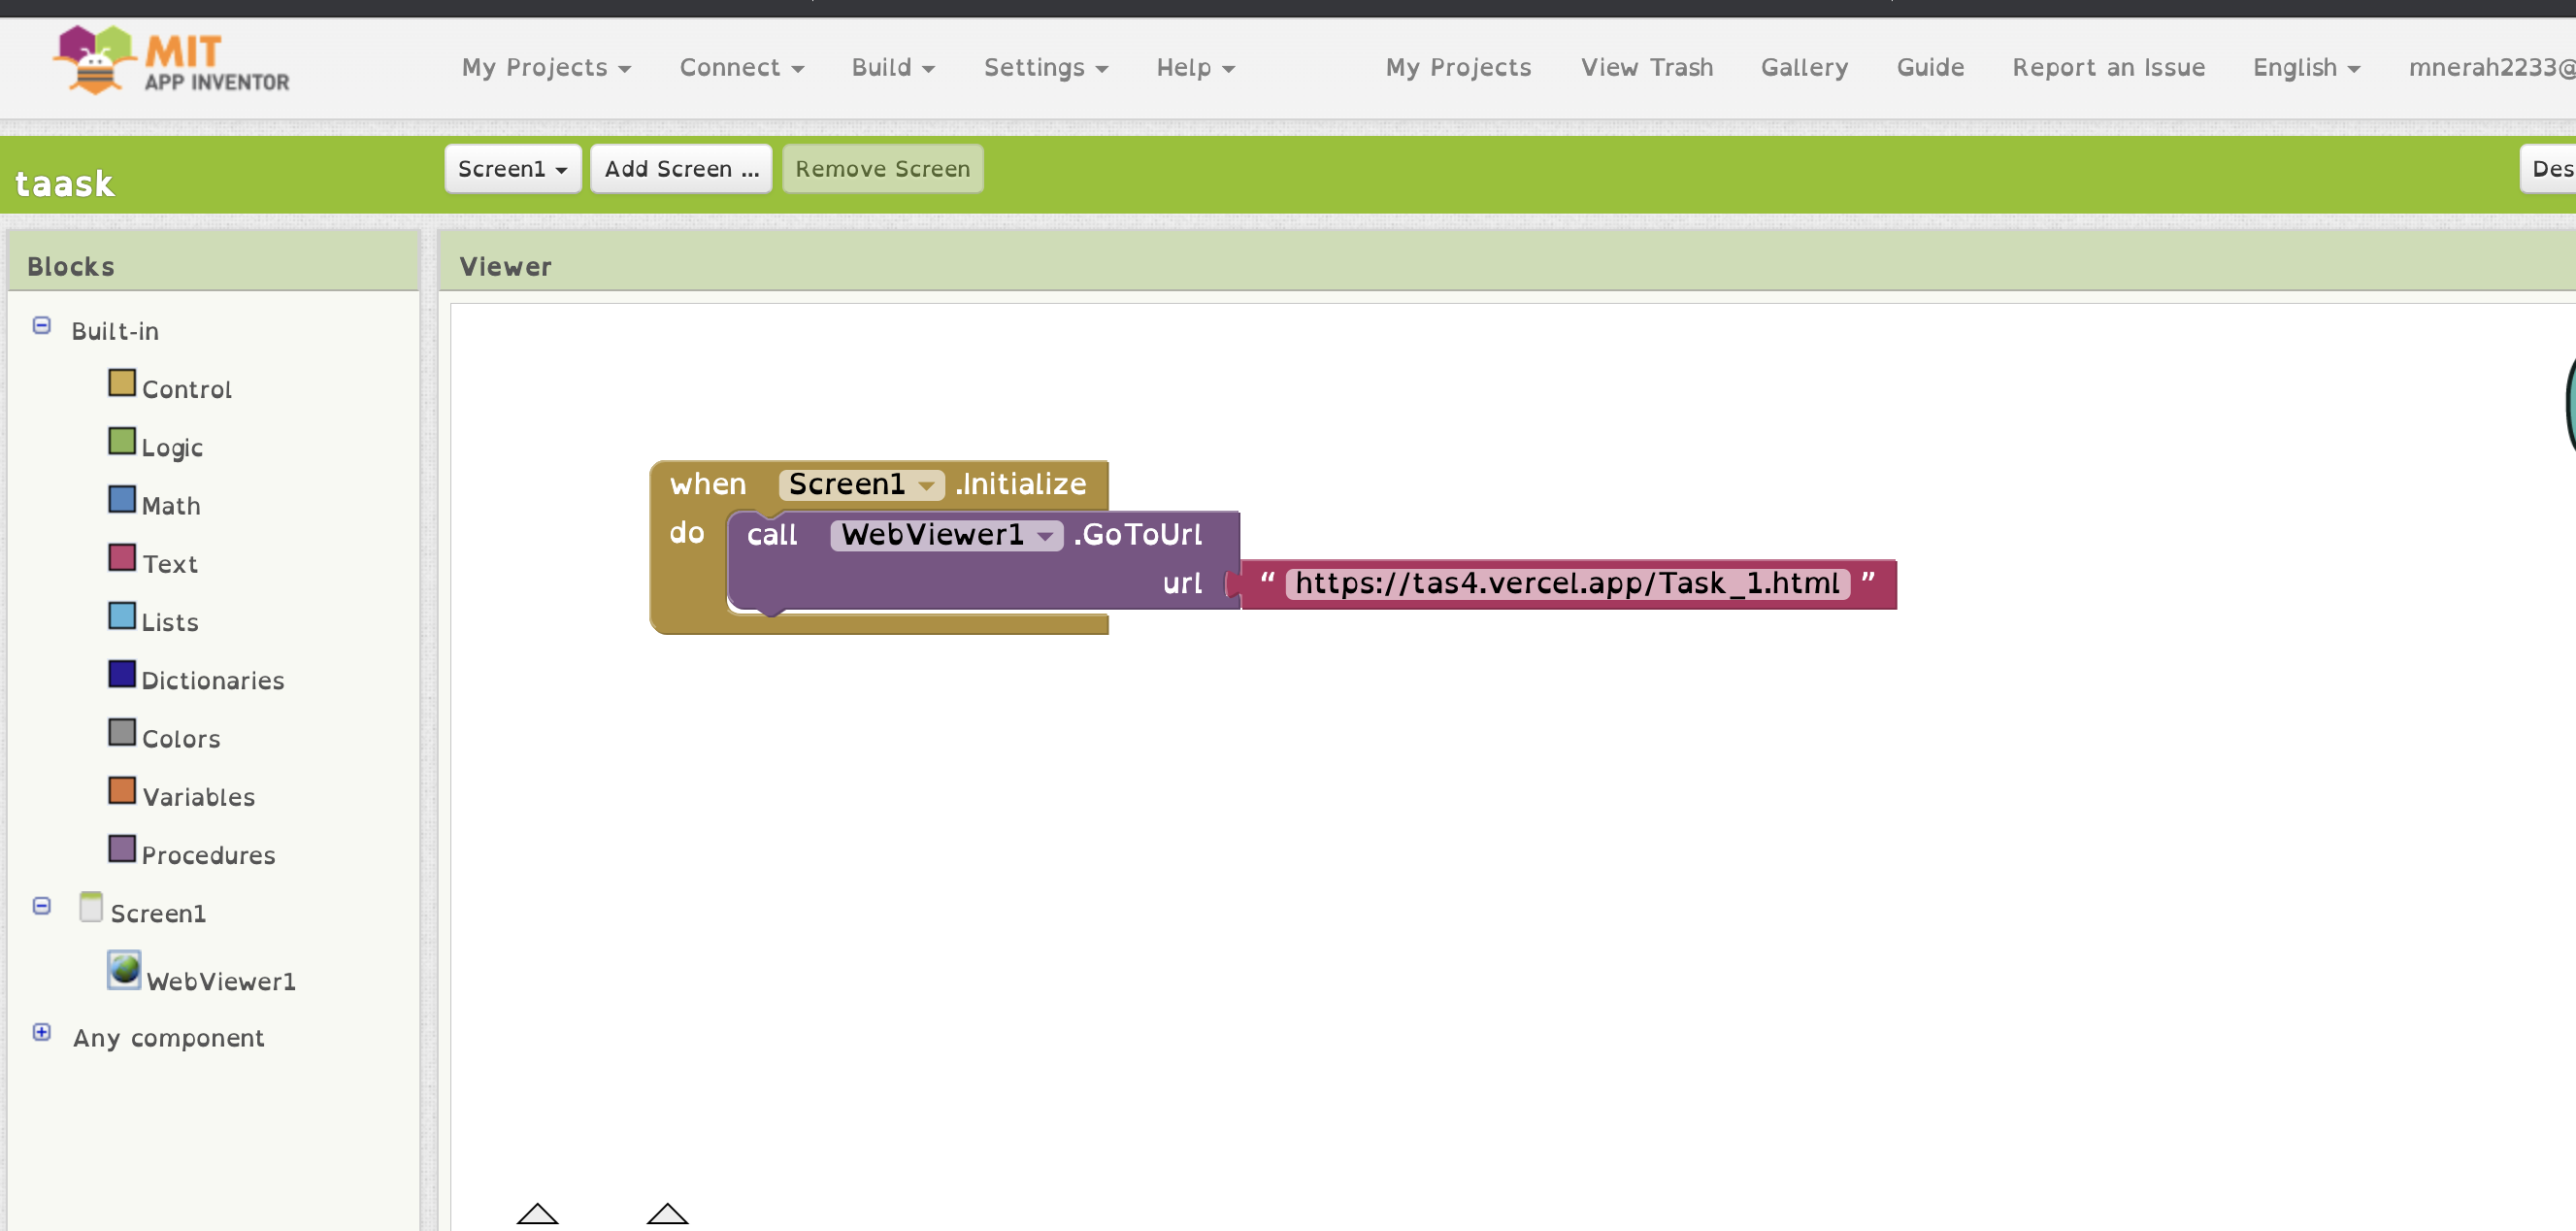 MIT
APP INVENTOR
My Projects Connect Build Settings Help My Projects View Trash Gallery Guide Report an Issue English mnerah2233@
taask
Screen1 Add Screen ... Remove Screen Des
Blocks
Viewer
Built-in
Control
Logic
Math
Text
Lists
Dictionaries
Colors
Variables
Procedures
Screen1
WebViewer1
Any component
when Screen1 .Initialize
do call WebViewer1 .GoToUrl
url “ https://tas4.vercel.app/Task_1.html ”